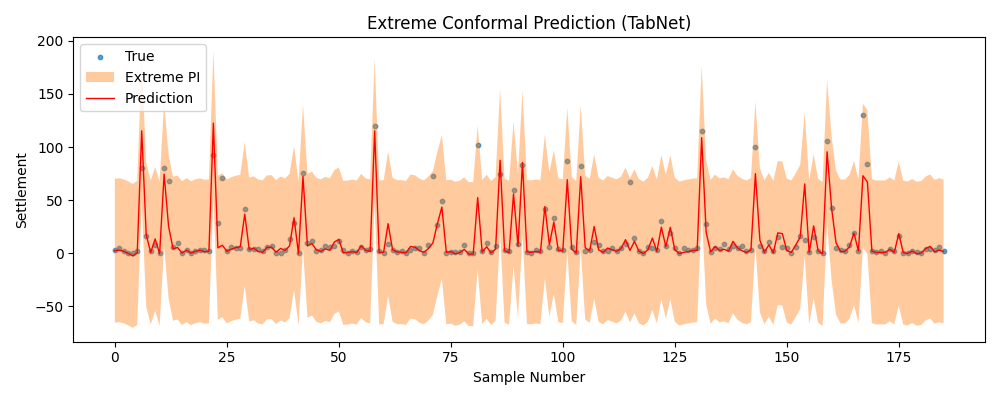 Extreme Conformal Prediction (TabNet)
200
150
100
50
0
−50
Settlement
True
Extreme PI
Prediction
0 25 50 75 100 125 150 175
Sample Number